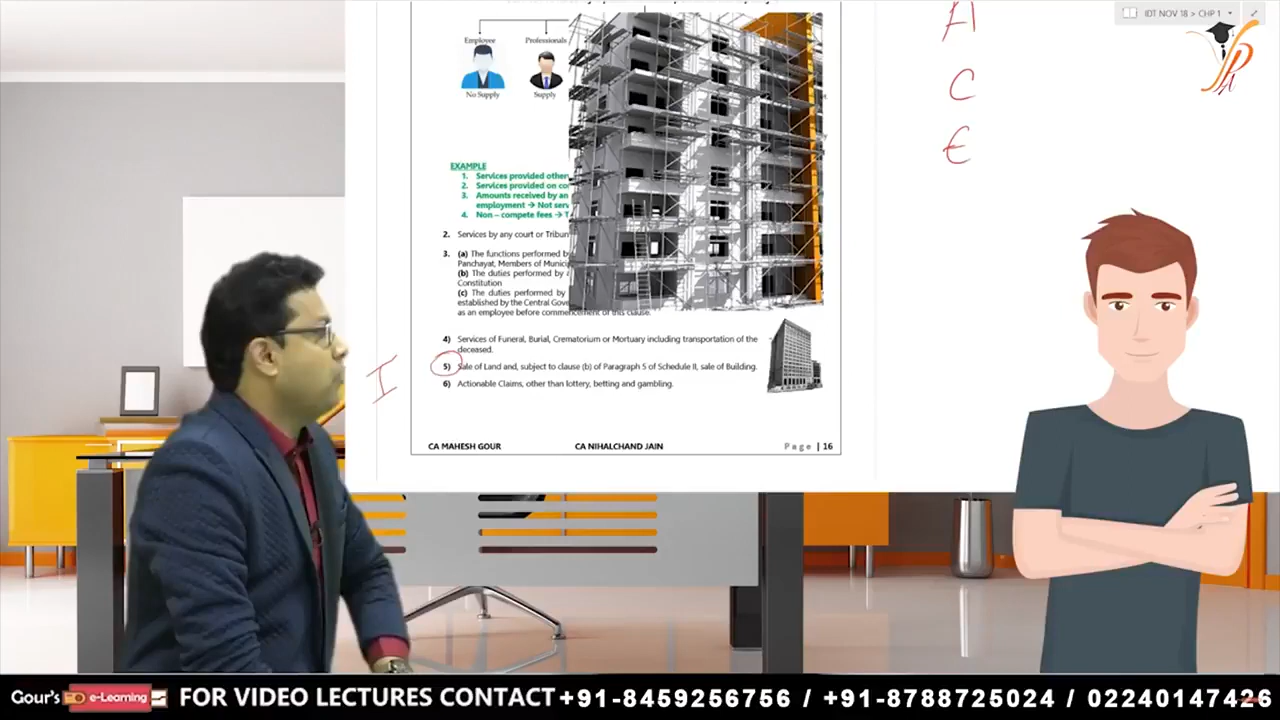 IDT NOV 18 > CHP 1
A
C
E
Employee
Professionals
No Supply
Supply
EXAMPLE
1. Services provided other
2. Services provided on co
3. Amounts received by an
employment → Not serv
4. Non – compete fees → T
2. Services by any court or Tribun
3. (a) The functions performed b
Panchayat, Members of Munici
(b) The duties performed by a
Constitution
(c) The duties performed by
established by the Central Gove
as an employee before commencement of this clause.
4) Services of Funeral, Burial, Crematorium or Mortuary including transportation of the
deceased.
I
5) Sale of Land and, subject to clause (b) of Paragraph 5 of Schedule II, sale of Building.
6) Actionable Claims, other than lottery, betting and gambling.
CA MAHESH GOUR CA NIHALCHAND JAIN Page | 16
Gour's e-Learning FOR VIDEO LECTURES CONTACT +91-8459256756 / +91-8788725024 / 02240147426